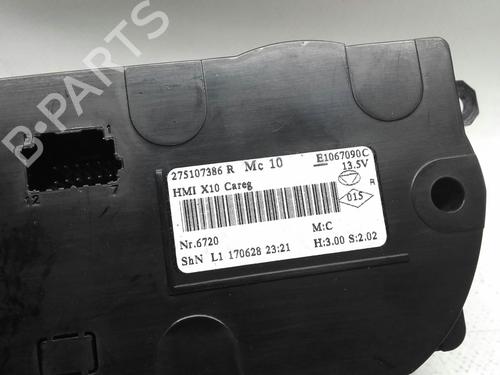 B-PARTS
1
12
7
275107386 R Mc 10 E1067090C
HMI X10 Careg 13.5V
R
015
Nr.6720 M:C
ShN L1 170628 23:21 H:3.00 S:2.02